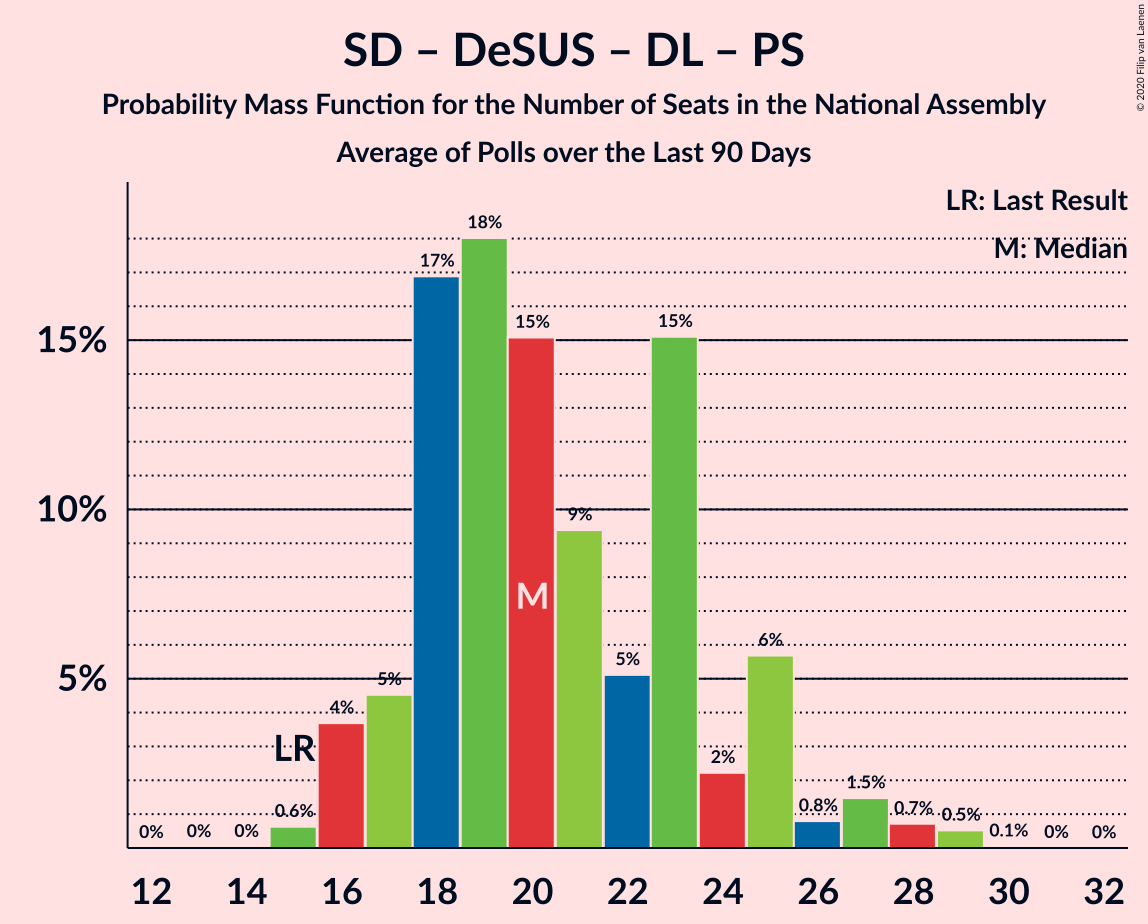 SD – DeSUS – DL – PS
Probability Mass Function for the Number of Seats in the National Assembly
Average of Polls over the Last 90 Days
© 2020 Filip van Laenen
LR: Last Result
M: Median
15%
10%
5%
0%
0%
0%
0.6%
LR
4%
5%
17%
18%
15%
M
9%
5%
15%
2%
6%
0.8%
1.5%
0.7%
0.5%
0.1%
0%
0%
12 14 16 18 20 22 24 26 28 30 32